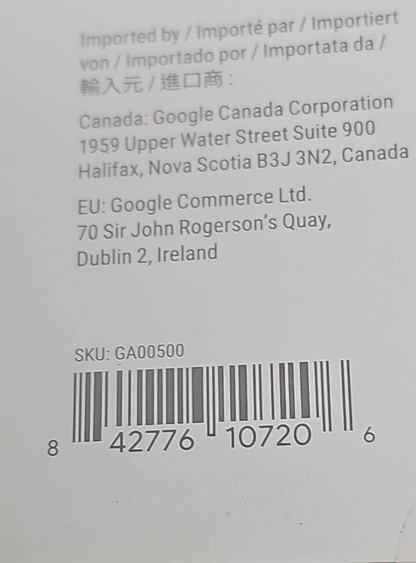 Imported by / Importé par / Importiert
von / Importado por / Importata da /
輸入元 / 進口商 :
Canada: Google Canada Corporation
1959 Upper Water Street Suite 900
Halifax, Nova Scotia B3J 3N2, Canada
EU: Google Commerce Ltd.
70 Sir John Rogerson's Quay,
Dublin 2, Ireland
SKU: GA00500
8 42776 10720 6